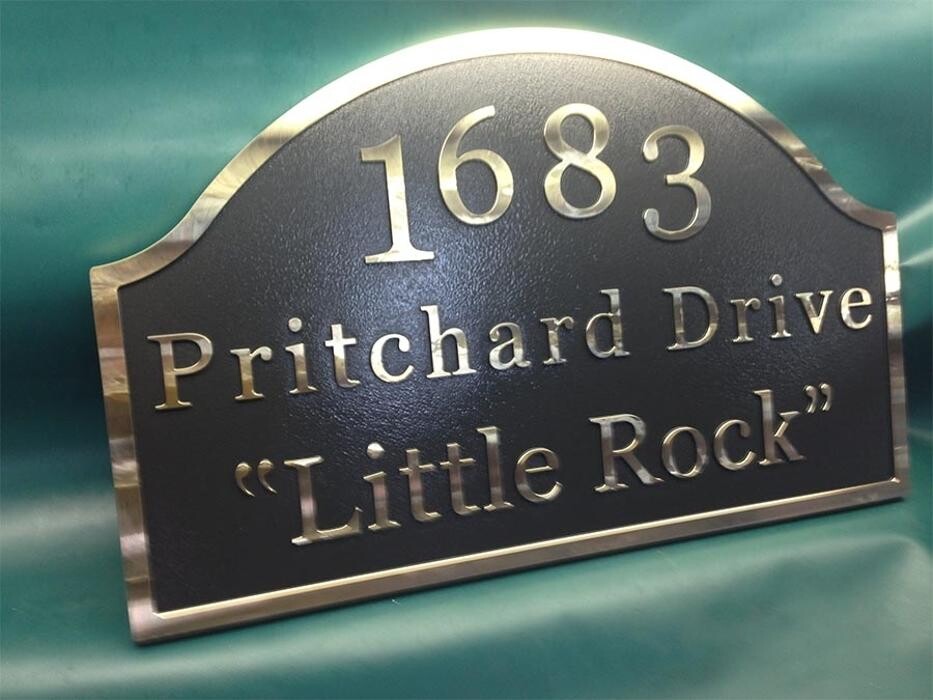 1683
Pritchard Drive
“Little Rock”